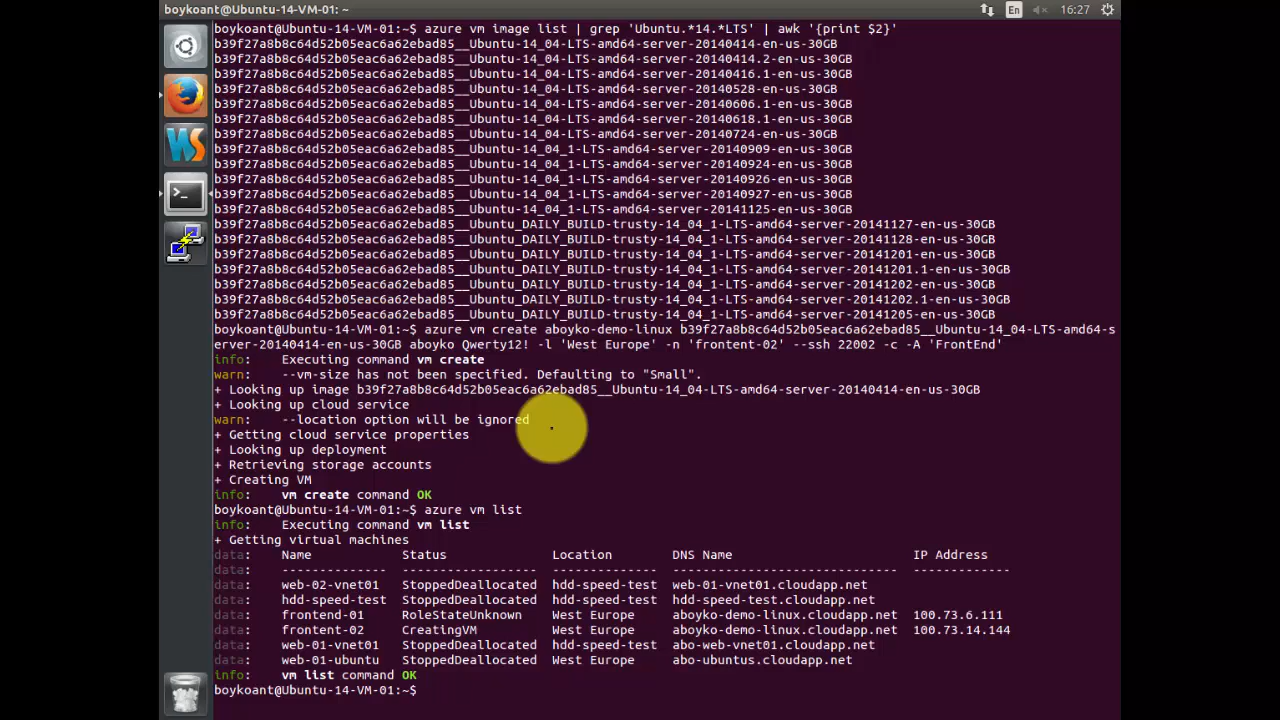 boykoant@Ubuntu-14-VM-01: ~
En
16:27
boykoant@Ubuntu-14-VM-01:~$ azure vm image list | grep 'Ubuntu.*14.*LTS' | awk '{print $2}'
b39f27a8b8c64d52b05eac6a62ebad85__Ubuntu-14_04-LTS-amd64-server-20140414-en-us-30GB
b39f27a8b8c64d52b05eac6a62ebad85__Ubuntu-14_04-LTS-amd64-server-20140414.2-en-us-30GB
b39f27a8b8c64d52b05eac6a62ebad85__Ubuntu-14_04-LTS-amd64-server-20140416.1-en-us-30GB
b39f27a8b8c64d52b05eac6a62ebad85__Ubuntu-14_04-LTS-amd64-server-20140528-en-us-30GB
b39f27a8b8c64d52b05eac6a62ebad85__Ubuntu-14_04-LTS-amd64-server-20140606.1-en-us-30GB
b39f27a8b8c64d52b05eac6a62ebad85__Ubuntu-14_04-LTS-amd64-server-20140618.1-en-us-30GB
b39f27a8b8c64d52b05eac6a62ebad85__Ubuntu-14_04-LTS-amd64-server-20140724-en-us-30GB
b39f27a8b8c64d52b05eac6a62ebad85__Ubuntu-14_04_1-LTS-amd64-server-20140909-en-us-30GB
b39f27a8b8c64d52b05eac6a62ebad85__Ubuntu-14_04_1-LTS-amd64-server-20140924-en-us-30GB
b39f27a8b8c64d52b05eac6a62ebad85__Ubuntu-14_04_1-LTS-amd64-server-20140926-en-us-30GB
b39f27a8b8c64d52b05eac6a62ebad85__Ubuntu-14_04_1-LTS-amd64-server-20140927-en-us-30GB
b39f27a8b8c64d52b05eac6a62ebad85__Ubuntu-14_04_1-LTS-amd64-server-20141125-en-us-30GB
b39f27a8b8c64d52b05eac6a62ebad85__Ubuntu_DAILY_BUILD-trusty-14_04_1-LTS-amd64-server-20141127-en-us-30GB
b39f27a8b8c64d52b05eac6a62ebad85__Ubuntu_DAILY_BUILD-trusty-14_04_1-LTS-amd64-server-20141128-en-us-30GB
b39f27a8b8c64d52b05eac6a62ebad85__Ubuntu_DAILY_BUILD-trusty-14_04_1-LTS-amd64-server-20141201-en-us-30GB
b39f27a8b8c64d52b05eac6a62ebad85__Ubuntu_DAILY_BUILD-trusty-14_04_1-LTS-amd64-server-20141201.1-en-us-30GB
b39f27a8b8c64d52b05eac6a62ebad85__Ubuntu_DAILY_BUILD-trusty-14_04_1-LTS-amd64-server-20141202-en-us-30GB
b39f27a8b8c64d52b05eac6a62ebad85__Ubuntu_DAILY_BUILD-trusty-14_04_1-LTS-amd64-server-20141202.1-en-us-30GB
b39f27a8b8c64d52b05eac6a62ebad85__Ubuntu_DAILY_BUILD-trusty-14_04_1-LTS-amd64-server-20141205-en-us-30GB
boykoant@Ubuntu-14-VM-01:~$ azure vm create aboyko-demo-linux b39f27a8b8c64d52b05eac6a62ebad85__Ubuntu-14_04-LTS-amd64-s
erver-20140414-en-us-30GB aboyko Qwerty12! -l 'West Europe' -n 'frontent-02' --ssh 22002 -c -A 'FrontEnd'
info:    Executing command vm create
warn:    --vm-size has not been specified. Defaulting to "Small".
+ Looking up image b39f27a8b8c64d52b05eac6a62ebad85__Ubuntu-14_04-LTS-amd64-server-20140414-en-us-30GB
+ Looking up cloud service
warn:    --location option will be ignored
+ Getting cloud service properties
+ Looking up deployment
+ Retrieving storage accounts
+ Creating VM
info:    vm create command OK
boykoant@Ubuntu-14-VM-01:~$ azure vm list
info:    Executing command vm list
+ Getting virtual machines
data:    Name           Status              Location        DNS Name                        IP Address
data:    -------------- ------------------ -------------- ------------------------------ -------------
data:    web-02-vnet01  StoppedDeallocated  hdd-speed-test  web-01-vnet01.cloudapp.net
data:    hdd-speed-test  StoppedDeallocated  hdd-speed-test  hdd-speed-test.cloudapp.net
data:    frontend-01     RoleStateUnknown    West Europe     aboyko-demo-linux.cloudapp.net  100.73.6.111
data:    frontent-02     CreatingVM          West Europe     aboyko-demo-linux.cloudapp.net  100.73.14.144
data:    web-01-vnet01   StoppedDeallocated  hdd-speed-test  abo-web-vnet01.cloudapp.net
data:    web-01-ubuntu   StoppedDeallocated  West Europe     abo-ubuntus.cloudapp.net
info:    vm list command OK
boykoant@Ubuntu-14-VM-01:~$